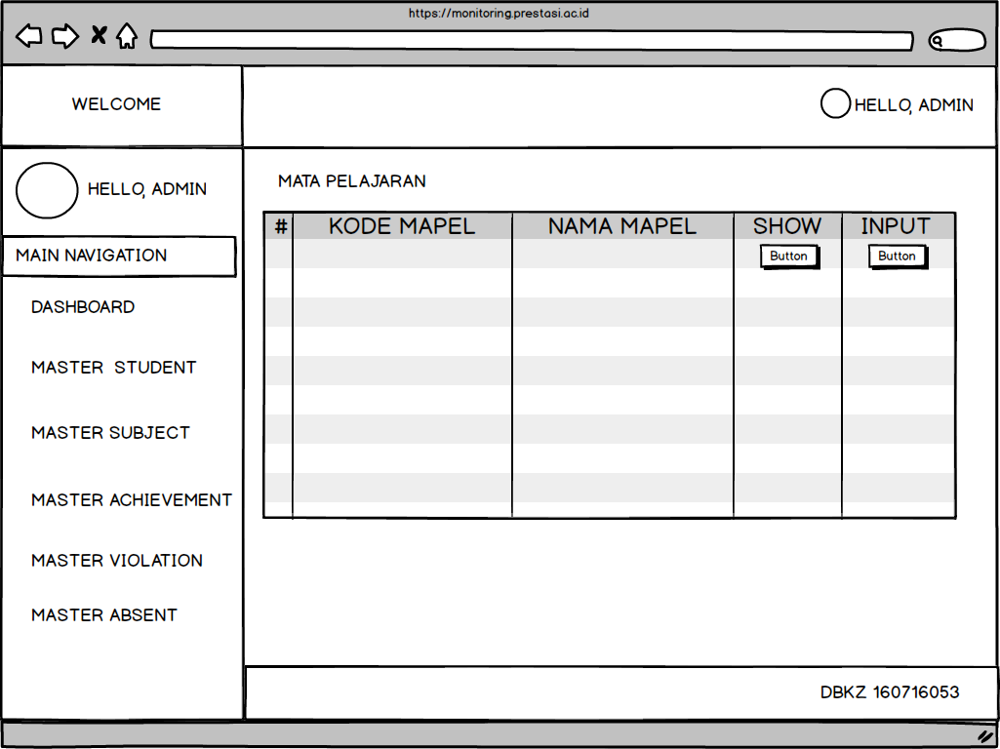 https://monitoring.prestasi.ac.id
WELCOME
HELLO, ADMIN
HELLO, ADMIN
MAIN NAVIGATION
DASHBOARD
MASTER STUDENT
MASTER SUBJECT
MASTER ACHIEVEMENT
MASTER VIOLATION
MASTER ABSENT
MATA PELAJARAN
# KODE MAPEL NAMA MAPEL SHOW INPUT
Button Button
DBKZ 160716053